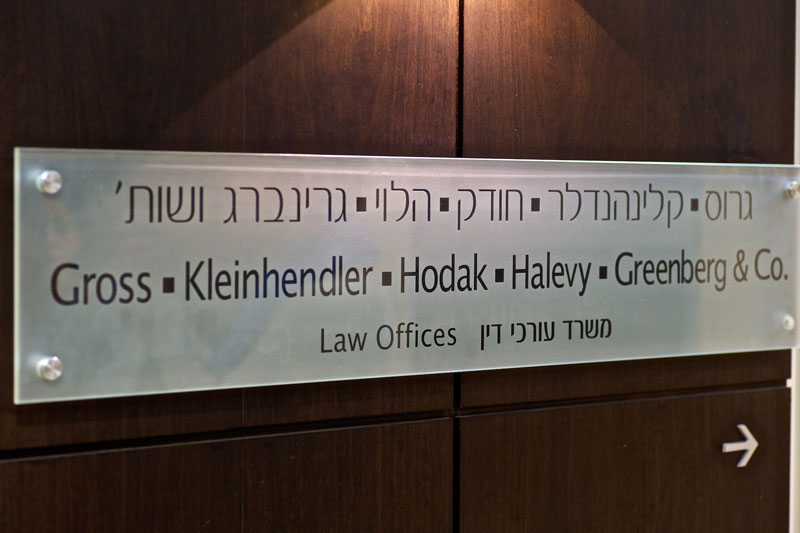 גרוס ▪ קלינהנדלר ▪ חודק ▪ הלוי ▪ גרינברג ושות'
Gross ▪ Kleinhendler ▪ Hodak ▪ Halevy ▪ Greenberg & Co.
Law Offices משרד עורכי דין